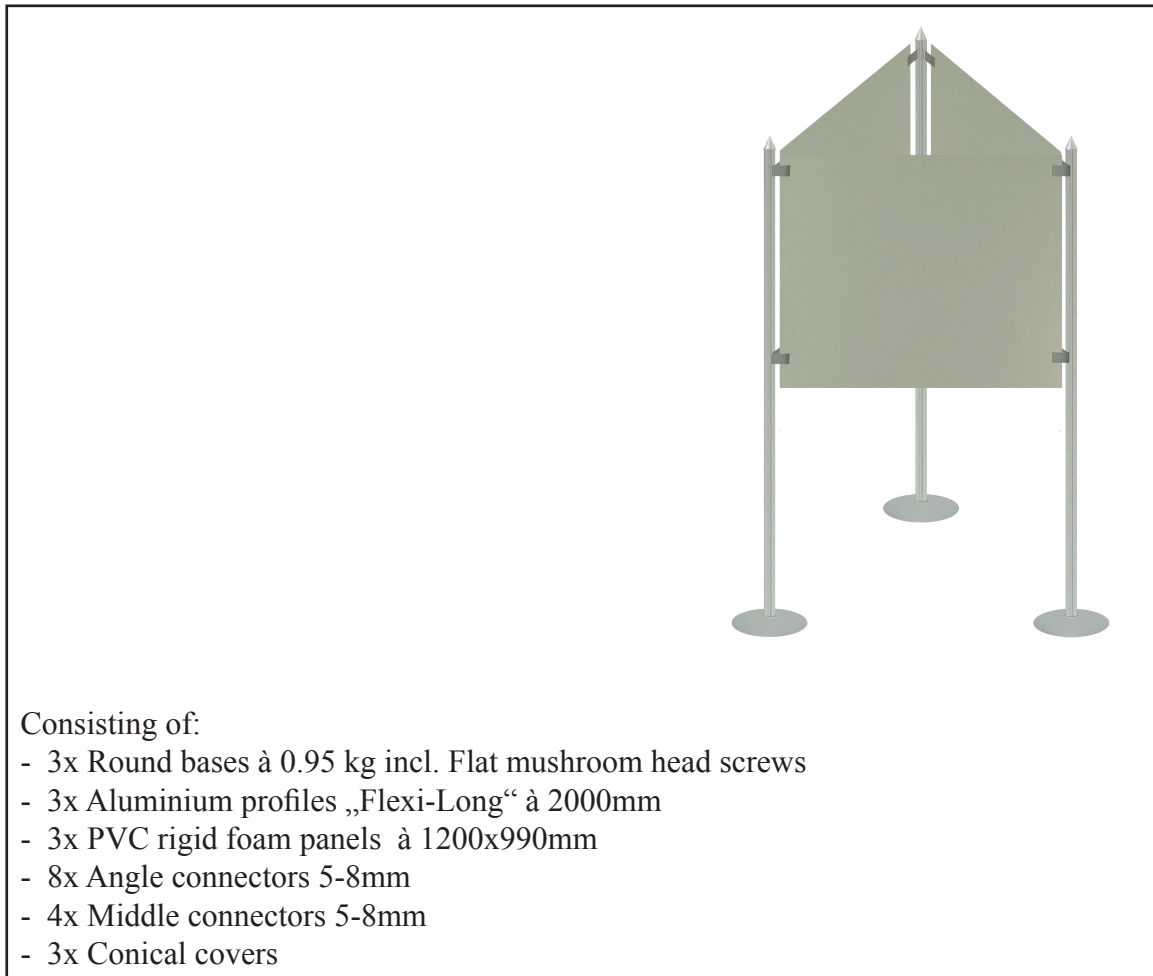 Consisting of:
- 3x Round bases à 0.95 kg incl. Flat mushroom head screws
- 3x Aluminium profiles „Flexi-Long“ à 2000mm
- 3x PVC rigid foam panels à 1200x990mm
- 8x Angle connectors 5-8mm
- 4x Middle connectors 5-8mm
- 3x Conical covers